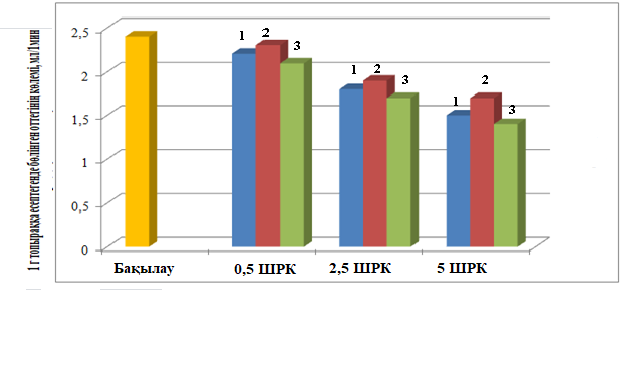 1 г топыраққа есептегенде бөлінген оттегінің көлемі, мл/1мин
2,5
2
1,5
1
0,5
0
1 2 3
1 2 3
1 2 3
Бақылау 0,5 ШРК 2,5 ШРК 5 ШРК